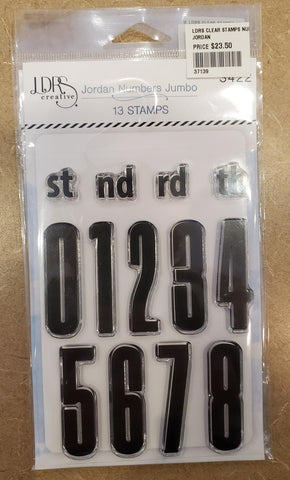 LDRS CLEAR STAMPS NU
JORDAN
PRICE $23.50
37139
LDRS
creative
Jordan Numbers Jumbo
3422
13 STAMPS
st nd rd th
01234
5678